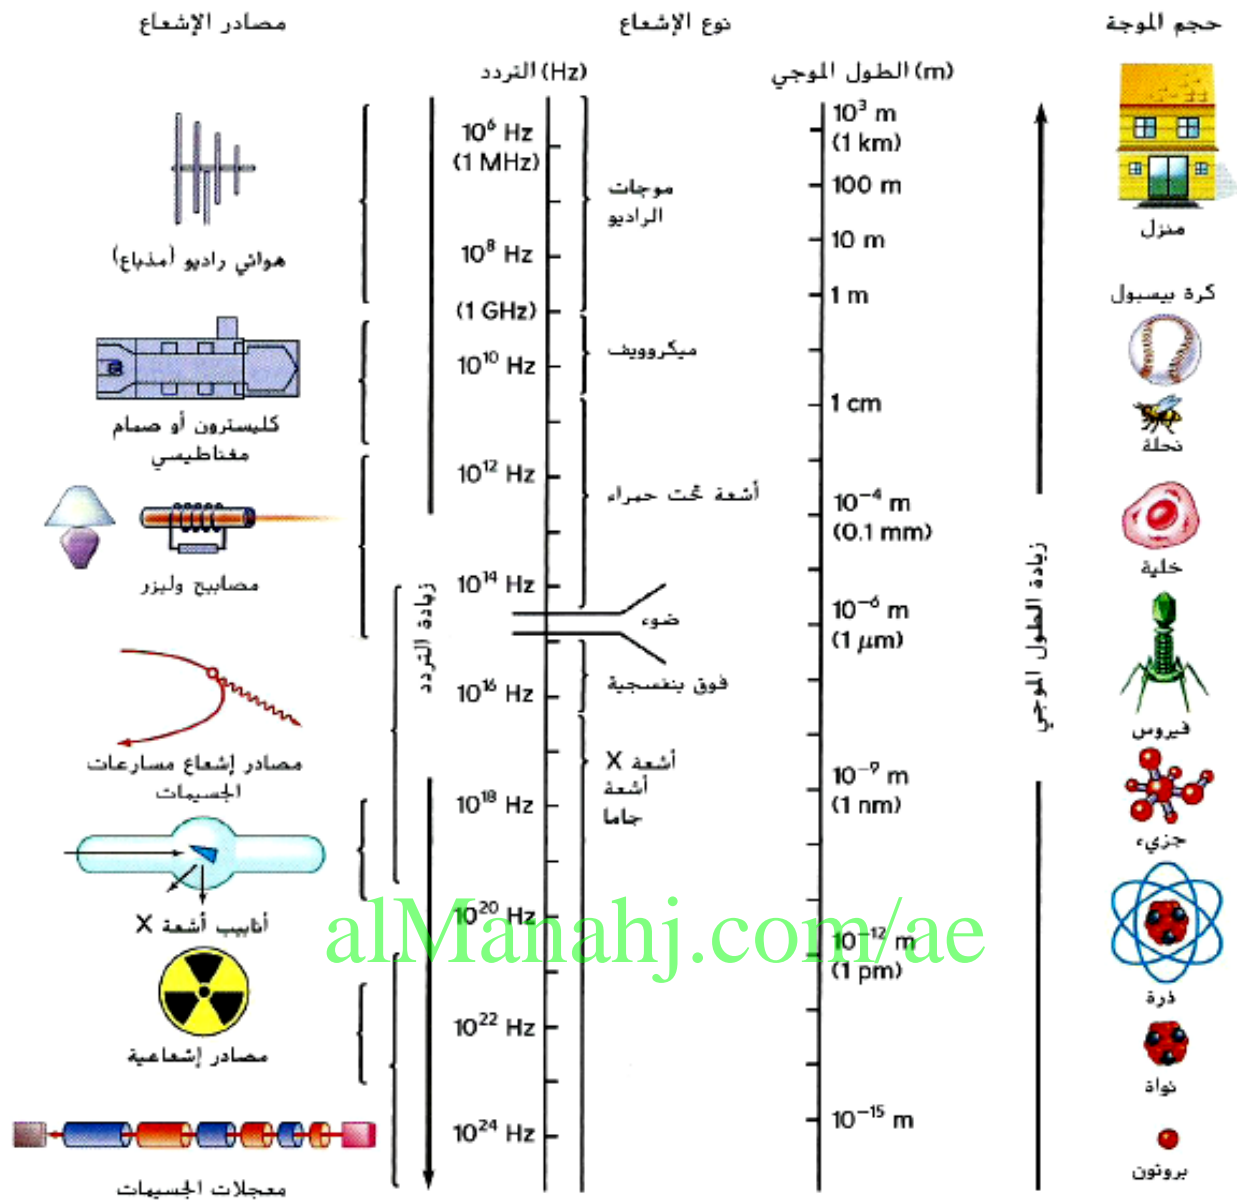 حجم الموجة
نوع الإشعاع
مصادر الإشعاع
الطول الموجي (m)
التردد (Hz)
منزل
كرة بيسبول
نحلة
خلية
فيروس
جزيء
ذرة
نواة
بروتون
زيادة الطول الموجي
10³ m
(1 km)
100 m
10 m
1 m
1 cm
10⁻⁴ m
(0.1 mm)
10⁻⁶ m
(1 μm)
10⁻⁹ m
(1 nm)
10⁻¹² m
(1 pm)
10⁻¹⁵ m
موجات
الراديو
ميكروويف
أشعة تحت حمراء
ضوء
فوق بنفسجية
أشعة X
أشعة
جاما
10⁶ Hz
(1 MHz)
10⁸ Hz
(1 GHz)
10¹⁰ Hz
10¹² Hz
10¹⁴ Hz
10¹⁶ Hz
10¹⁸ Hz
10²⁰ Hz
10²² Hz
10²⁴ Hz
زيادة التردد
هوائي راديو (مذياع)
كليسترون أو صمام
مغناطيسي
مصابيح وليزر
مصادر إشعاع مسارعات
الجسيمات
أنابيب أشعة X
مصادر إشعاعية
معجلات الجسيمات
alManahj.com/ae